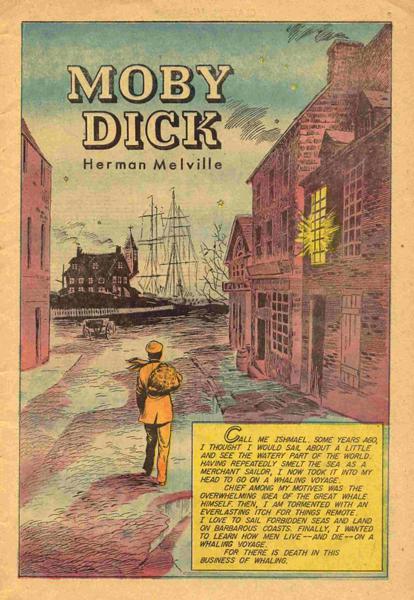 MOBY
DICK
Herman Melville
CALL ME ISHMAEL. SOME YEARS AGO,
I THOUGHT I WOULD SAIL ABOUT A LITTLE
AND SEE THE WATERY PART OF THE WORLD.
HAVING REPEATEDLY SMELT THE SEA AS A
MERCHANT SAILOR, I NOW TOOK IT INTO MY
HEAD TO GO ON A WHALING VOYAGE.
CHIEF AMONG MY MOTIVES WAS THE
OVERWHELMING IDEA OF THE GREAT WHALE
HIMSELF. THEN, I AM TORMENTED WITH AN
EVERLASTING ITCH FOR THINGS REMOTE.
I LOVE TO SAIL FORBIDDEN SEAS AND LAND
ON BARBAROUS COASTS. FINALLY, I WANTED
TO LEARN HOW MEN LIVE--AND DIE--ON A
WHALING VOYAGE.
FOR THERE IS DEATH IN THIS
BUSINESS OF WHALING.